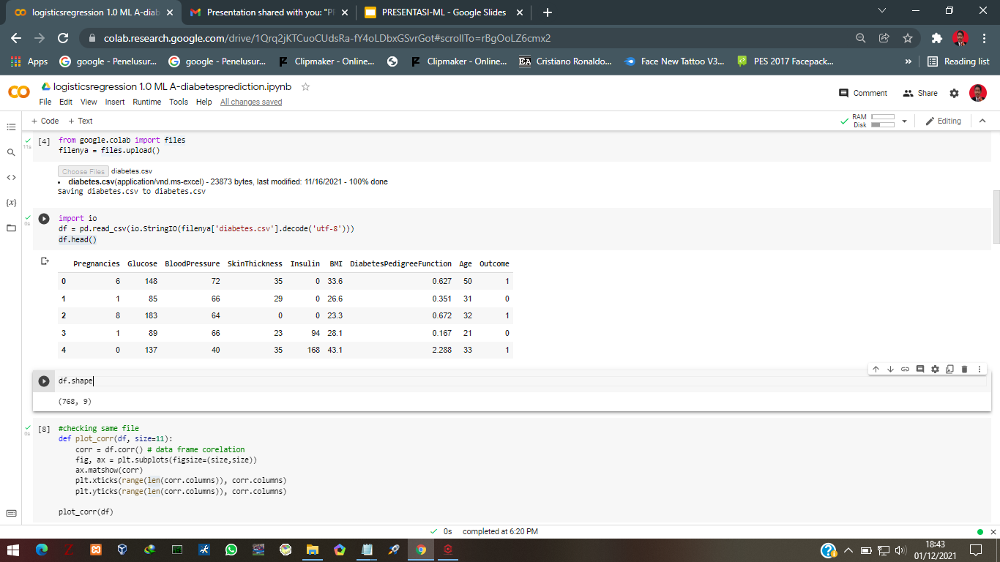 logisticsregression 1.0 ML A-diab
Presentation shared with you: "PR
PRESENTASI-ML - Google Slides
colab.research.google.com/drive/1Qrq2jKTCuoCUdsRa-fY4oLDbxGSvrGot#scrollTo=rBgOoLZ6cmx2
Apps
google - Penelusur...
google - Penelusur...
Clipmaker - Online...
Clipmaker - Online...
EA Cristiano Ronaldo...
Face New Tattoo V3...
PES 2017 Facepack...
»
Reading list
logisticsregression 1.0 ML A-diabetesprediction.ipynb
Comment
Share
File Edit View Insert Runtime Tools Help All changes saved
+ Code + Text
RAM
Disk
Editing
11s
[4] from google.colab import files
filenya = files.upload()
Choose Files diabetes.csv
• diabetes.csv(application/vnd.ms-excel) - 23873 bytes, last modified: 11/16/2021 - 100% done
Saving diabetes.csv to diabetes.csv
0s
import io
df = pd.read_csv(io.StringIO(filenya['diabetes.csv'].decode('utf-8')))
df.head()
Pregnancies Glucose BloodPressure SkinThickness Insulin BMI DiabetesPedigreeFunction Age Outcome
0 6 148 72 35 0 33.6 0.627 50 1
1 1 85 66 29 0 26.6 0.351 31 0
2 8 183 64 0 0 23.3 0.672 32 1
3 1 89 66 23 94 28.1 0.167 21 0
4 0 137 40 35 168 43.1 2.288 33 1
df.shape
(768, 9)
0s
[8] #checking same file
def plot_corr(df, size=11):
corr = df.corr() # data frame corelation
fig, ax = plt.subplots(figsize=(size,size))
ax.matshow(corr)
plt.xticks(range(len(corr.columns)), corr.columns)
plt.yticks(range(len(corr.columns)), corr.columns)
plot_corr(df)
0s completed at 6:20 PM
18:43
01/12/2021